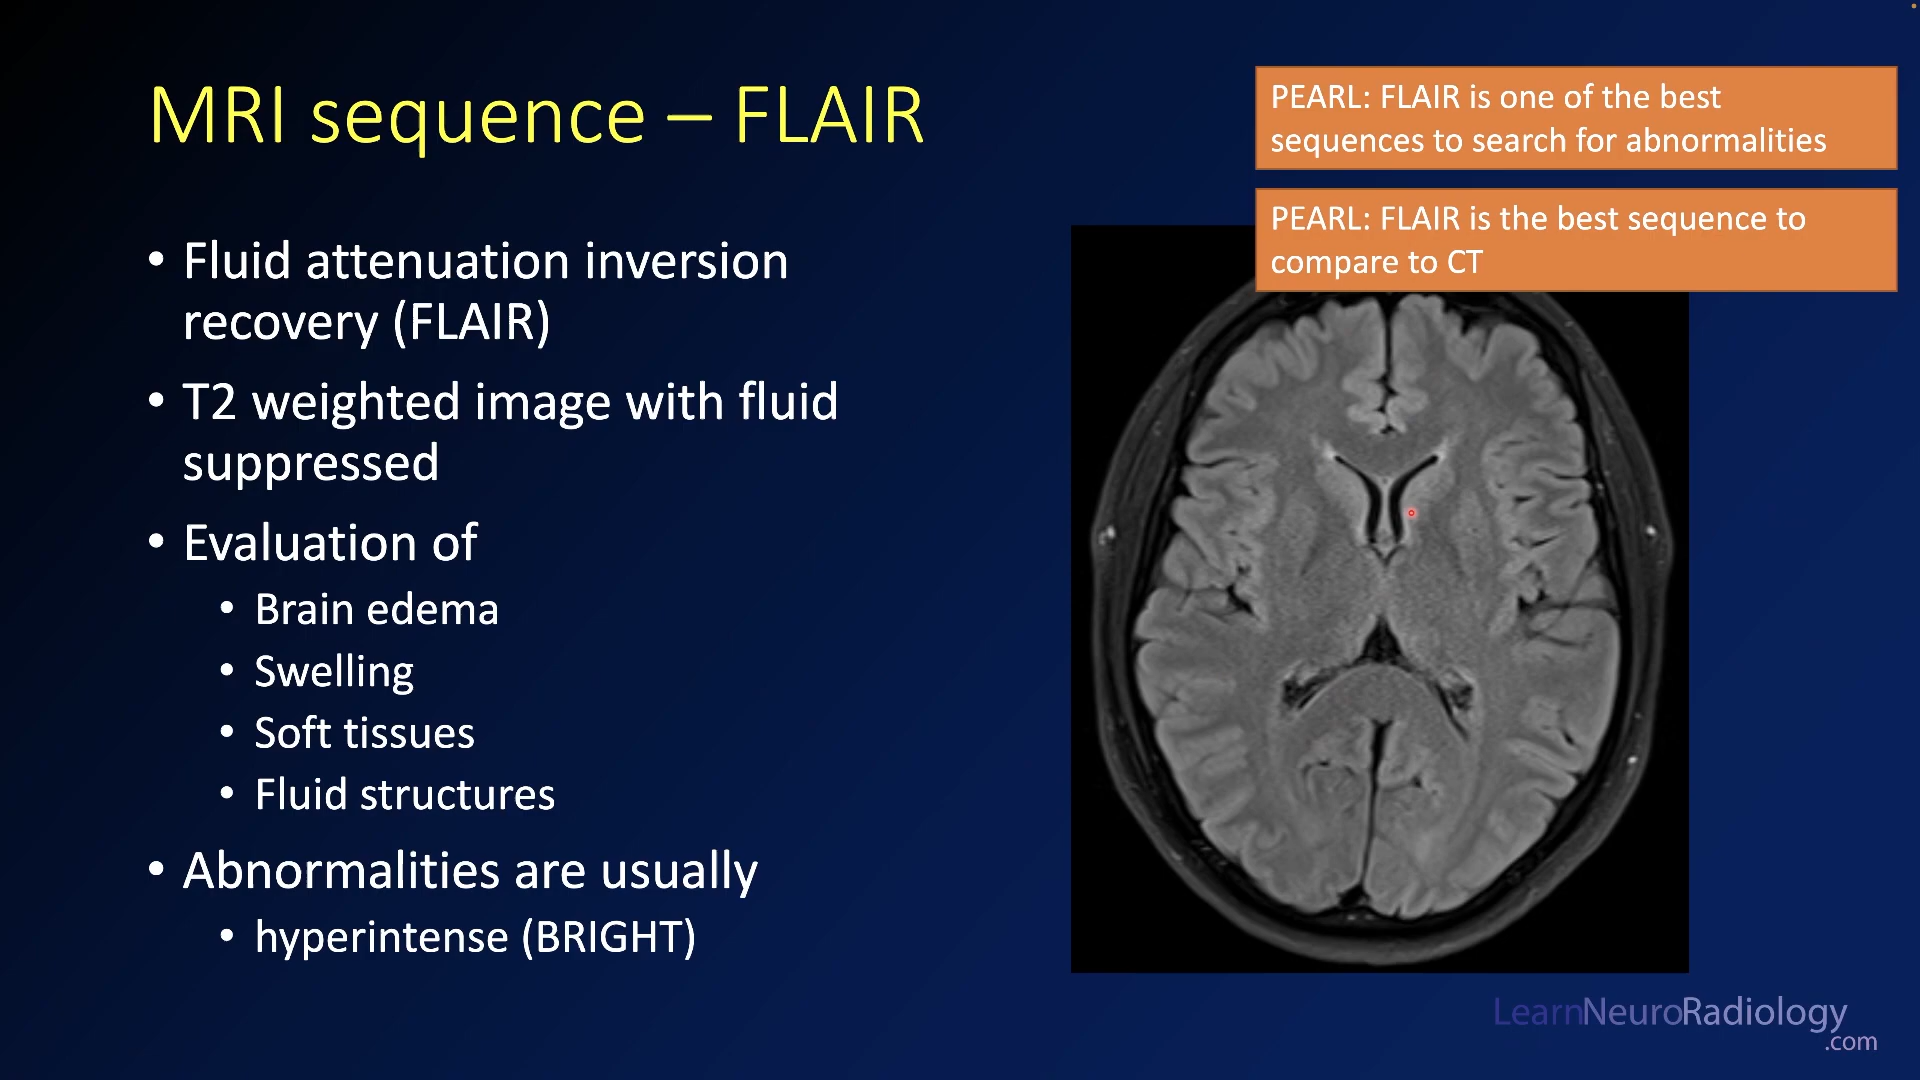 MRI sequence – FLAIR
PEARL: FLAIR is one of the best
sequences to search for abnormalities
PEARL: FLAIR is the best sequence to
compare to CT
• Fluid attenuation inversion
recovery (FLAIR)
• T2 weighted image with fluid
suppressed
• Evaluation of
• Brain edema
• Swelling
• Soft tissues
• Fluid structures
• Abnormalities are usually
• hyperintense (BRIGHT)
LearnNeuroRadiology
.com